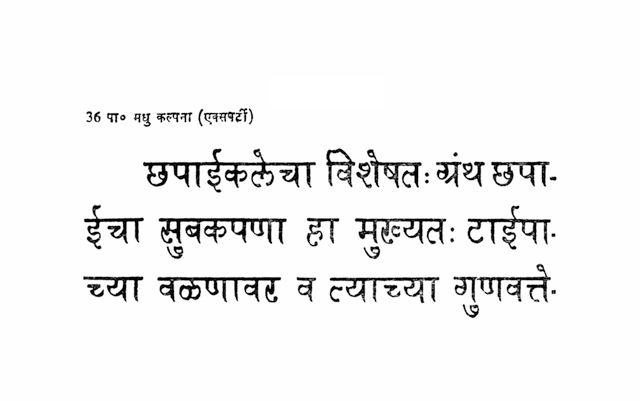 36 पा० मधु कल्पना (एक्सपर्टी)
छपाईकलेचा विशेषतः ग्रंथ छपा-
ईचा सुबकपणा हा मुख्यतः टाईपा-
च्या वळणावर व त्याच्या गुणवत्ते-